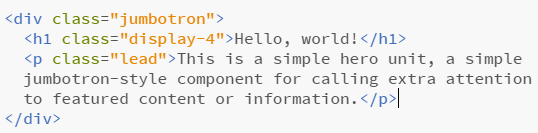 <div class="jumbotron">
  <h1 class="display-4">Hello, world!</h1>
  <p class="lead">This is a simple hero unit, a simple
  jumbotron-style component for calling extra attention
  to featured content or information.</p>
</div>